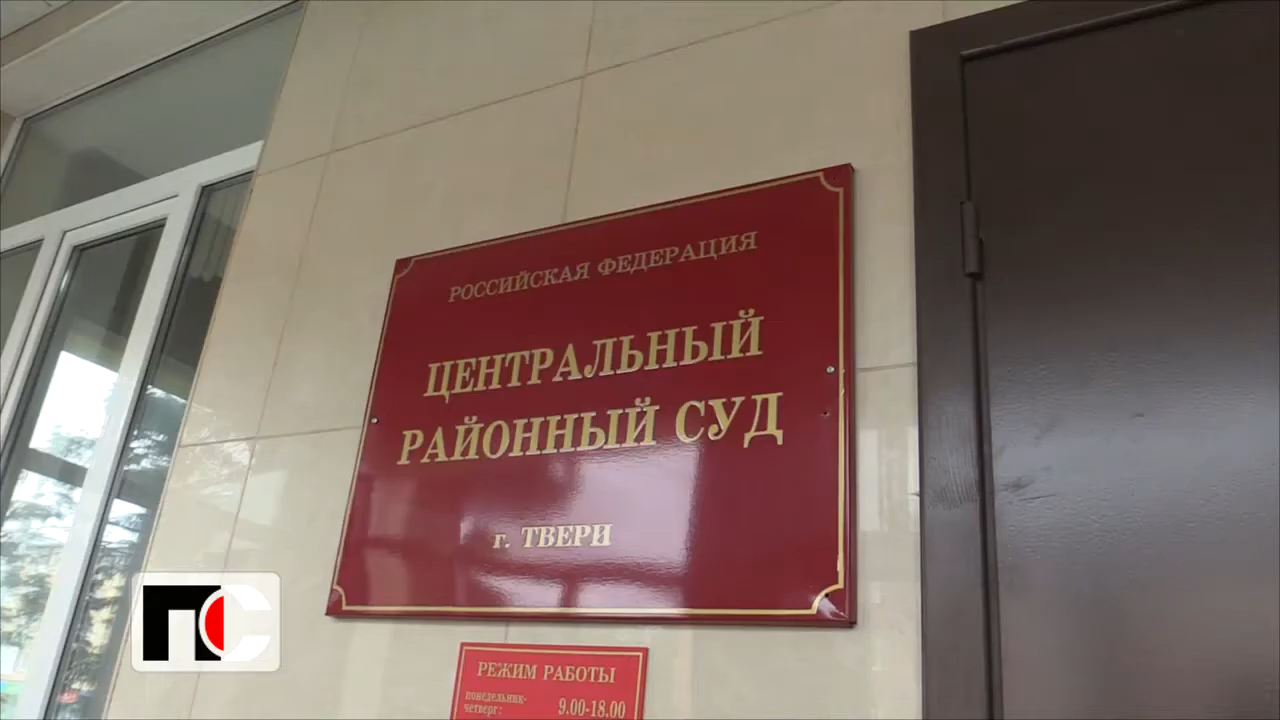 РОССИЙСКАЯ ФЕДЕРАЦИЯ
ЦЕНТРАЛЬНЫЙ
РАЙОННЫЙ СУД
г. ТВЕРИ
ПС
РЕЖИМ РАБОТЫ
понедельник-
четверг: 9.00-18.00